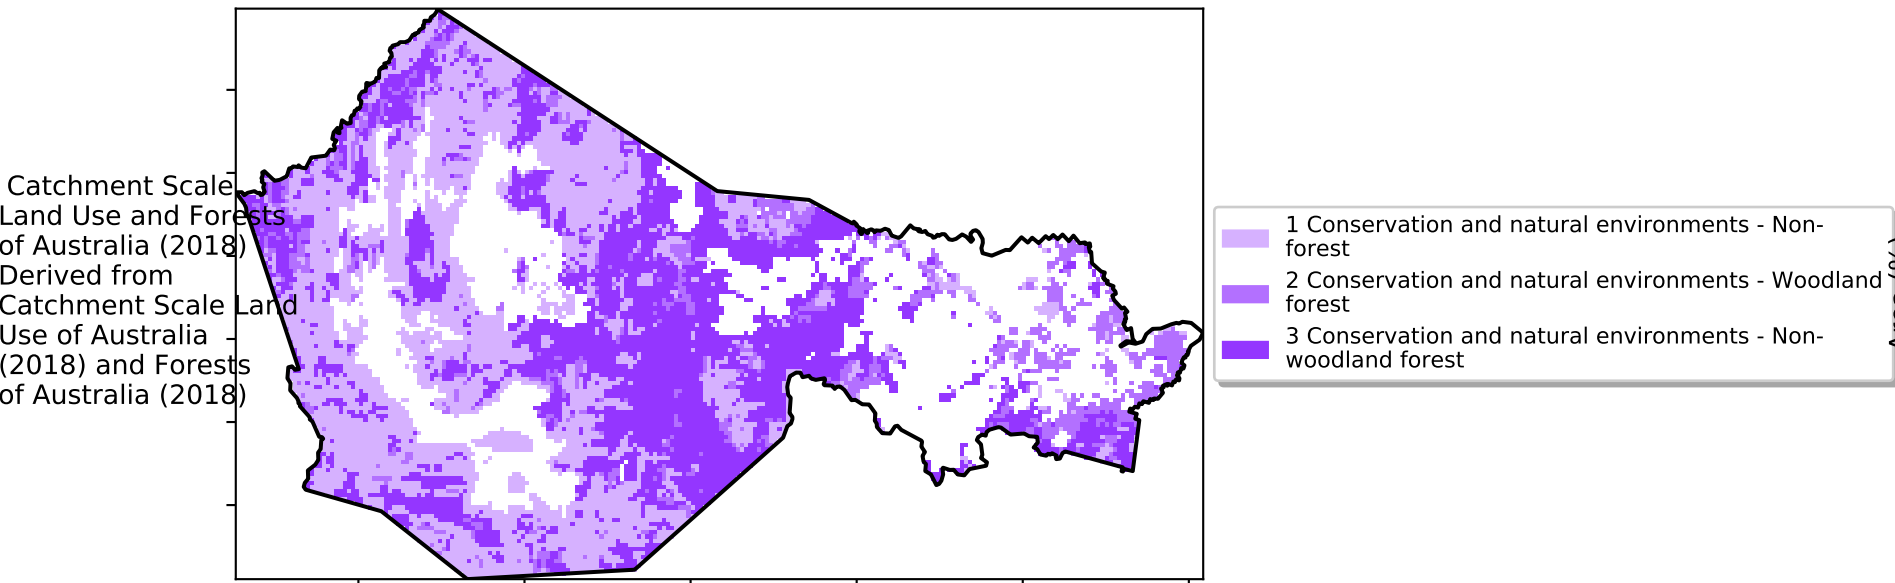 Catchment Scale
Land Use and Forests
of Australia (2018)
Derived from
Catchment Scale Land
Use of Australia
(2018) and Forests
of Australia (2018)
1 Conservation and natural environments - Non-
forest
2 Conservation and natural environments - Woodland
forest
3 Conservation and natural environments - Non-
woodland forest